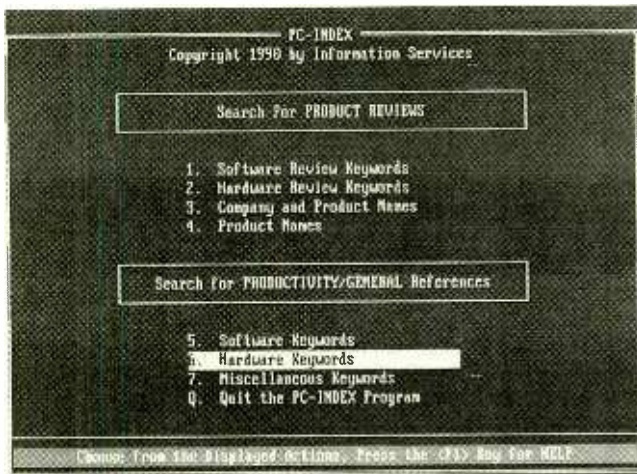 PC-INDEX
Copyright 1990 by Information Services
Search For PRODUCT REVIEWS
1. Software Review Keywords
2. Hardware Review Keywords
3. Company and Product Names
4. Product Names
Search for PRODUCTIVITY/GENERAL References
5. Software Keywords
6. Hardware Keywords
7. Miscellaneous Keywords
Q. Quit the PC-INDEX Program
Choose From the Displayed Actions, Press the <F1> Key for HELP